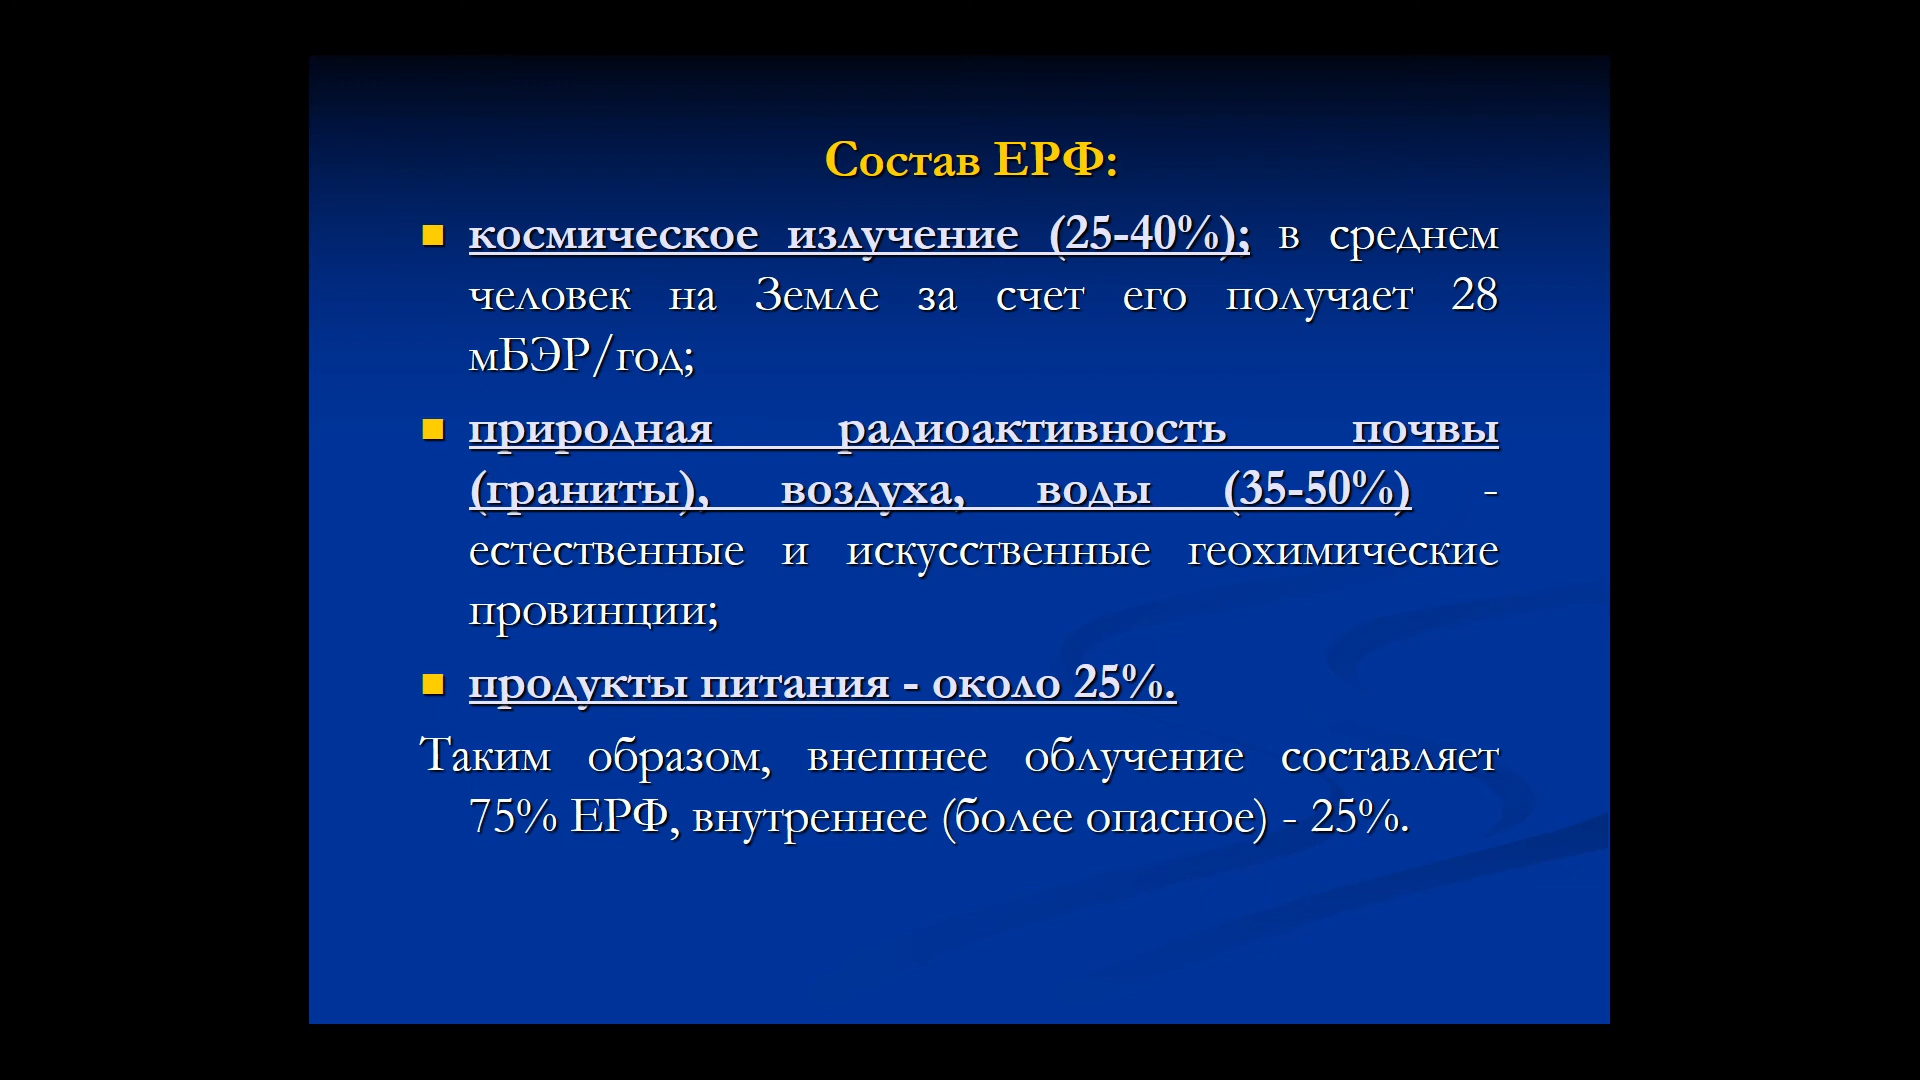 Состав ЕРФ:
космическое излучение (25-40%); в среднем
человек на Земле за счет его получает 28
мБЭР/год;
природная радиоактивность почвы
(граниты), воздуха, воды (35-50%) -
естественные и искусственные геохимические
провинции;
продукты питания - около 25%.
Таким образом, внешнее облучение составляет
75% ЕРФ, внутреннее (более опасное) - 25%.